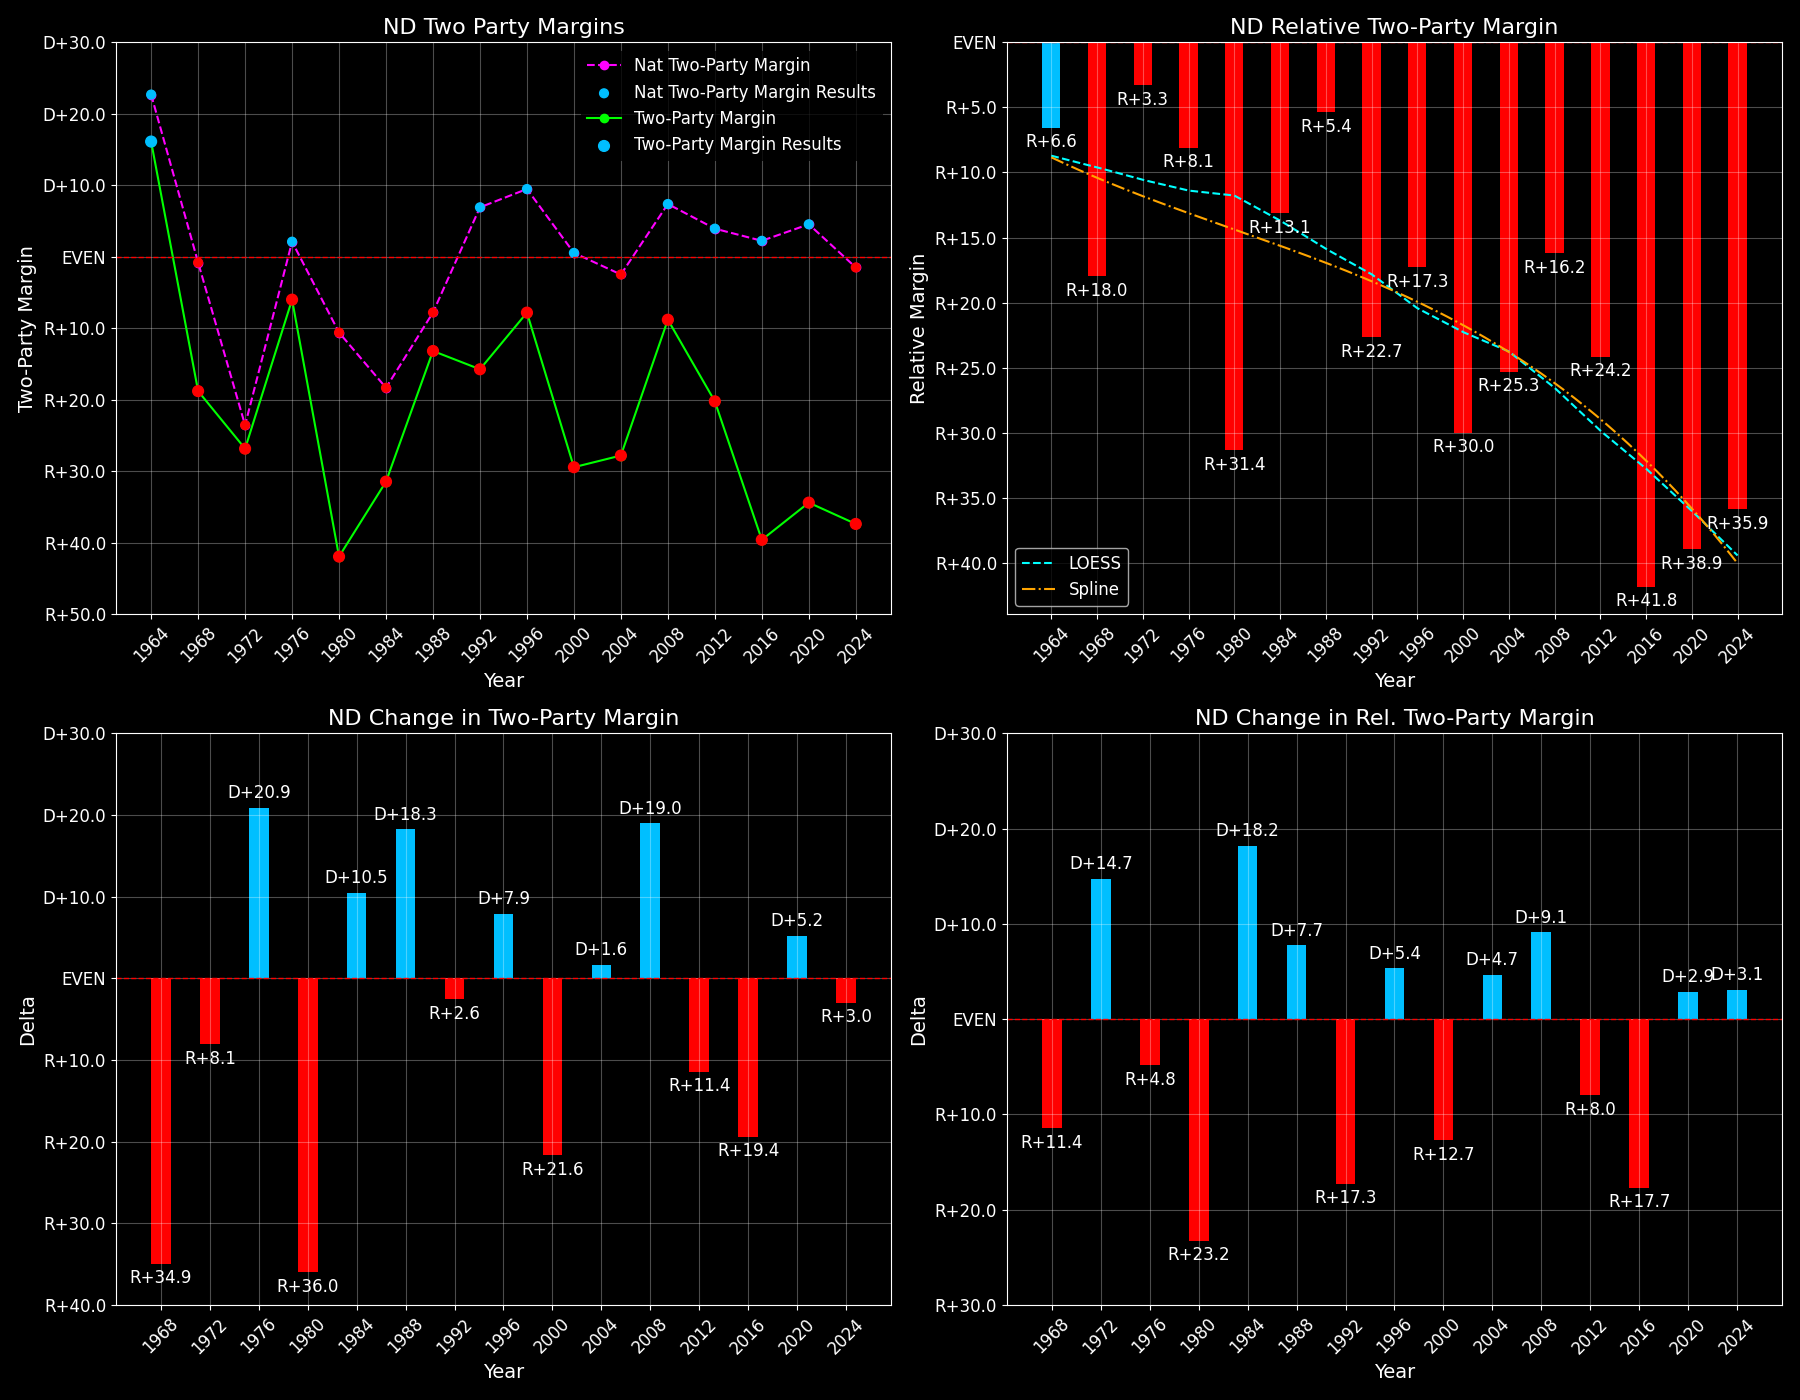 ND Two Party Margins
D+30.0
D+20.0
D+10.0
EVEN
R+10.0
R+20.0
R+30.0
R+40.0
R+50.0
Two-Party Margin
Nat Two-Party Margin
Nat Two-Party Margin Results
Two-Party Margin
Two-Party Margin Results
1964
1968
1972
1976
1980
1984
1988
1992
1996
2000
2004
2008
2012
2016
2020
2024
Year
ND Relative Two-Party Margin
EVEN
R+5.0
R+10.0
R+15.0
R+20.0
R+25.0
R+30.0
R+35.0
R+40.0
Relative Margin
R+6.6
R+18.0
R+3.3
R+8.1
R+31.4
R+13.1
R+5.4
R+22.7
R+17.3
R+30.0
R+25.3
R+16.2
R+24.2
R+41.8
R+38.9
R+35.9
LOESS
Spline
1964
1968
1972
1976
1980
1984
1988
1992
1996
2000
2004
2008
2012
2016
2020
2024
Year
ND Change in Two-Party Margin
D+30.0
D+20.0
D+10.0
EVEN
R+10.0
R+20.0
R+30.0
R+40.0
Delta
R+34.9
R+8.1
D+20.9
R+36.0
D+10.5
D+18.3
R+2.6
D+7.9
R+21.6
D+1.6
D+19.0
R+11.4
R+19.4
D+5.2
R+3.0
1968
1972
1976
1980
1984
1988
1992
1996
2000
2004
2008
2012
2016
2020
2024
Year
ND Change in Rel. Two-Party Margin
D+30.0
D+20.0
D+10.0
EVEN
R+10.0
R+20.0
R+30.0
Delta
R+11.4
D+14.7
R+4.8
R+23.2
D+18.2
D+7.7
R+17.3
D+5.4
R+12.7
D+4.7
D+9.1
R+8.0
R+17.7
D+2.9
D+3.1
1968
1972
1976
1980
1984
1988
1992
1996
2000
2004
2008
2012
2016
2020
2024
Year